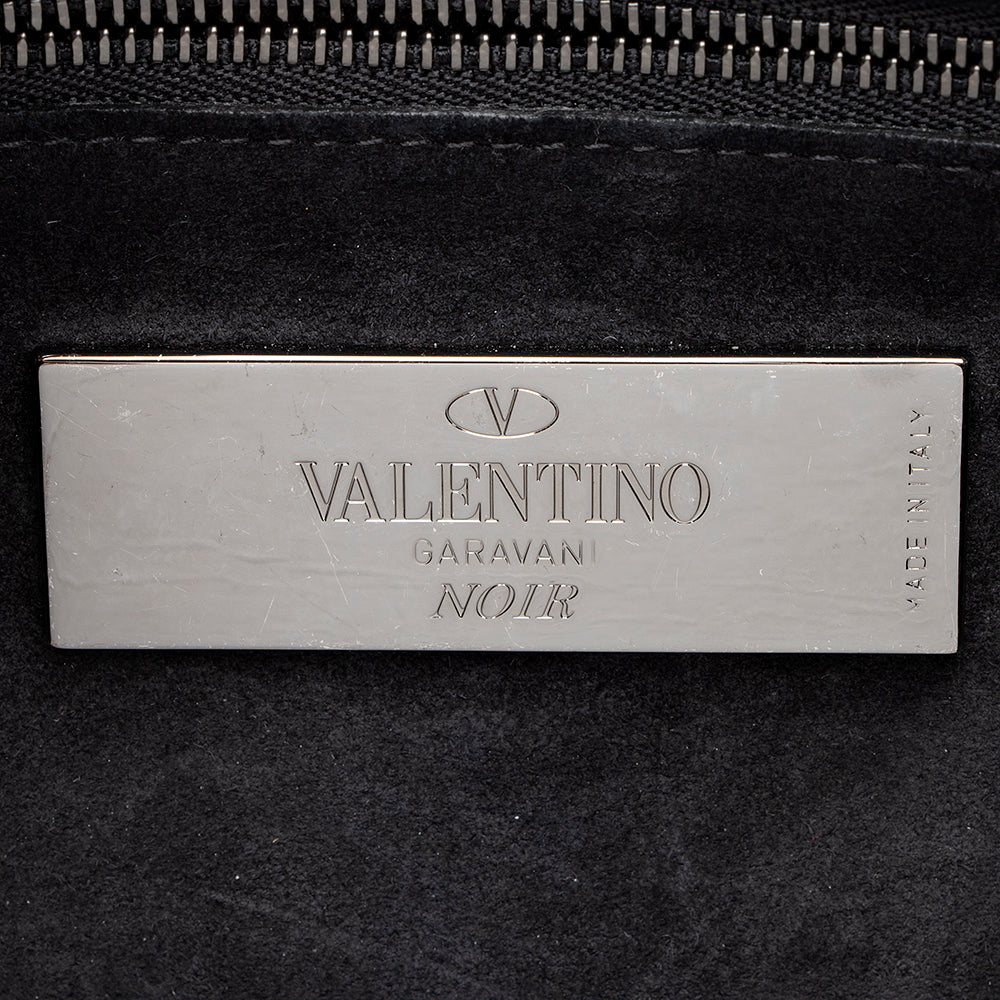 V
VALENTINO
GARAVANI
NOIR
MADE IN ITALY